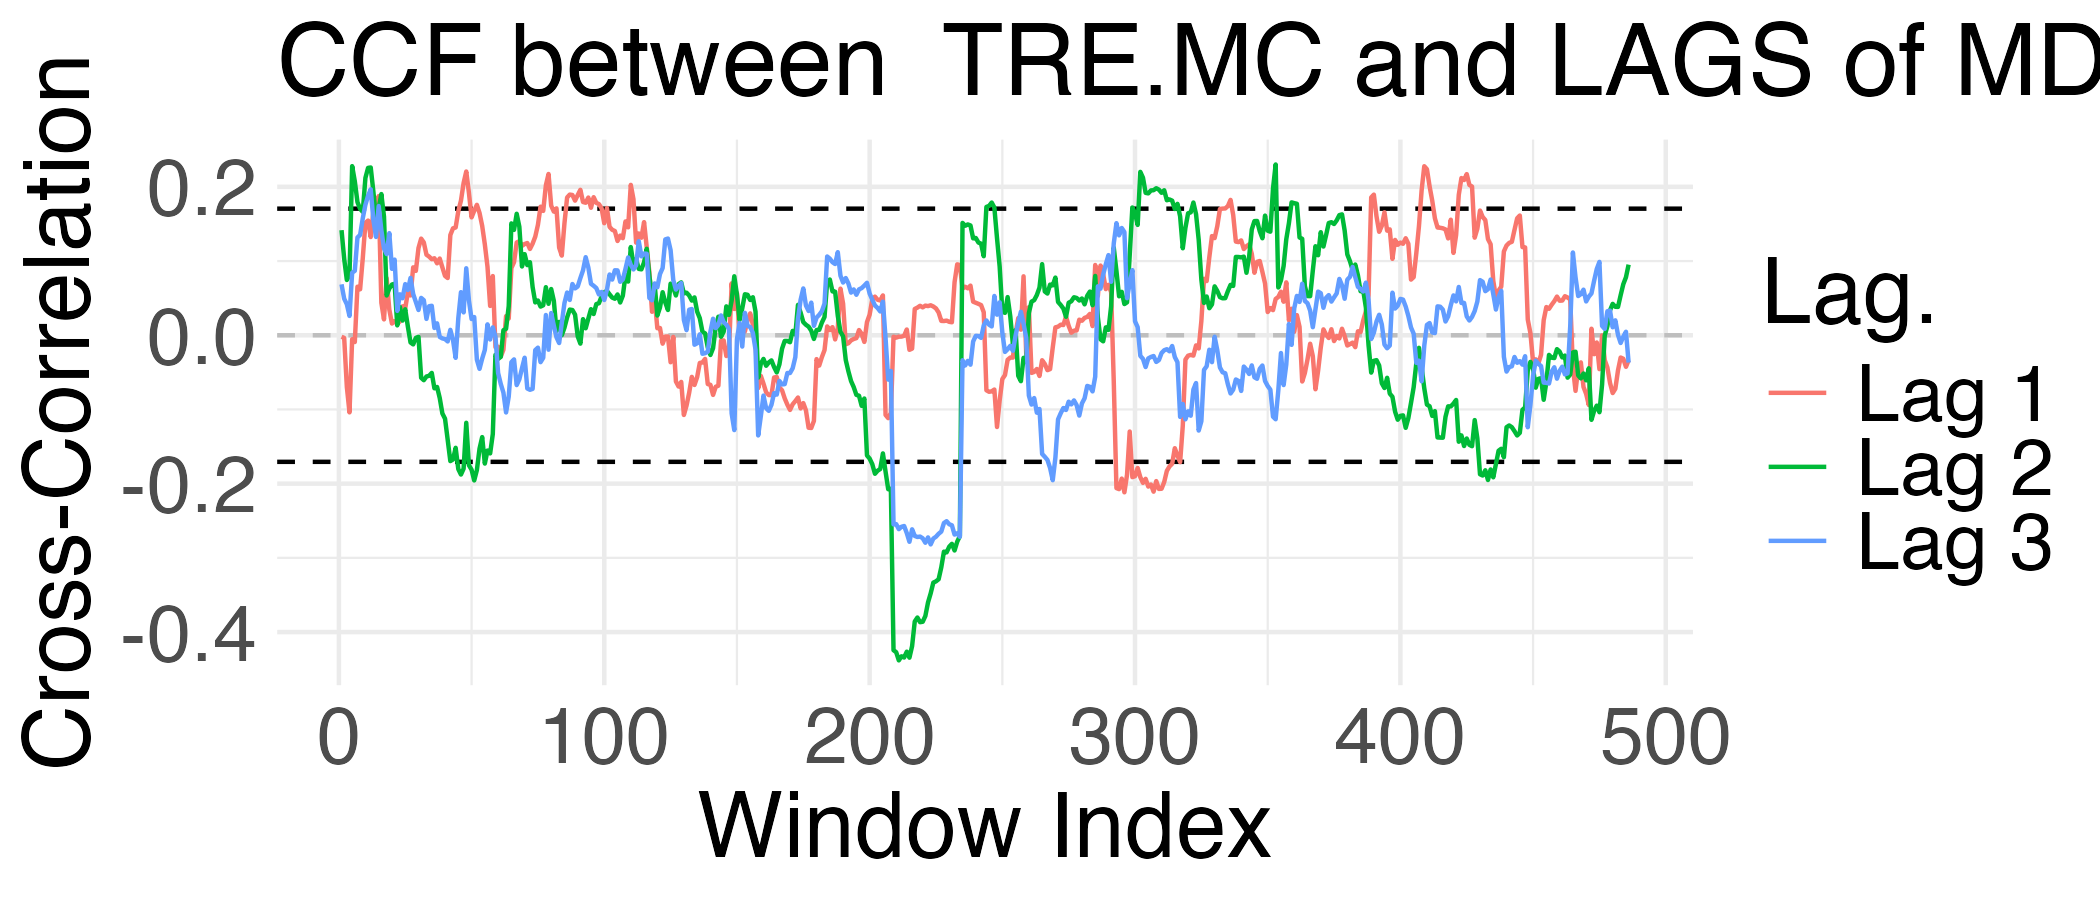 CCF between  TRE.MC and LAGS of MD
Cross-Correlation
0.2
0.0
-0.2
-0.4
0 100 200 300 400 500
Window Index
Lag.
Lag 1
Lag 2
Lag 3